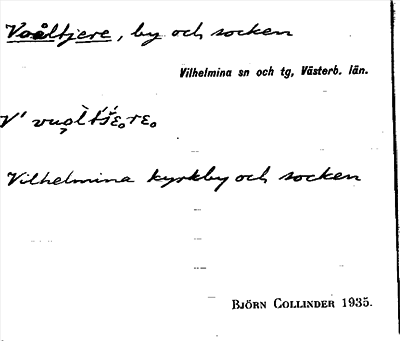 Voåltjere, by och socken
Vilhelmina sn och tg, Västerb. län.
V'
Vilhelmina kyrkby och socken
BJÖRN COLLINDER 1935.